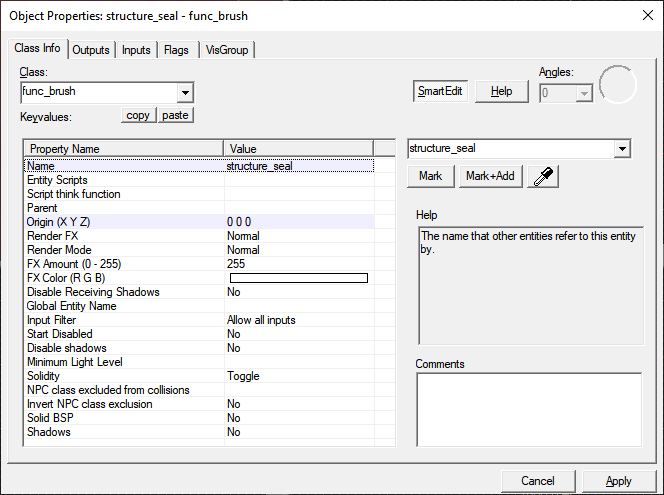 Object Properties: structure_seal - func_brush
Class Info Outputs Inputs Flags VisGroup
Class:
func_brush
SmartEdit Help
Angles:
0
Keyvalues: copy paste
Property Name Value
Name structure_seal
Entity Scripts
Script think function
Parent
Origin (X Y Z) 0 0 0
Render FX Normal
Render Mode Normal
FX Amount (0 - 255) 255
FX Color (R G B)
Disable Receiving Shadows No
Global Entity Name
Input Filter Allow all inputs
Start Disabled No
Disable shadows No
Minimum Light Level
Solidity Toggle
NPC class excluded from collisions
Invert NPC class exclusion No
Solid BSP No
Shadows No
structure_seal
Mark Mark+Add
Help
The name that other entities refer to this entity
by.
Comments
Cancel Apply